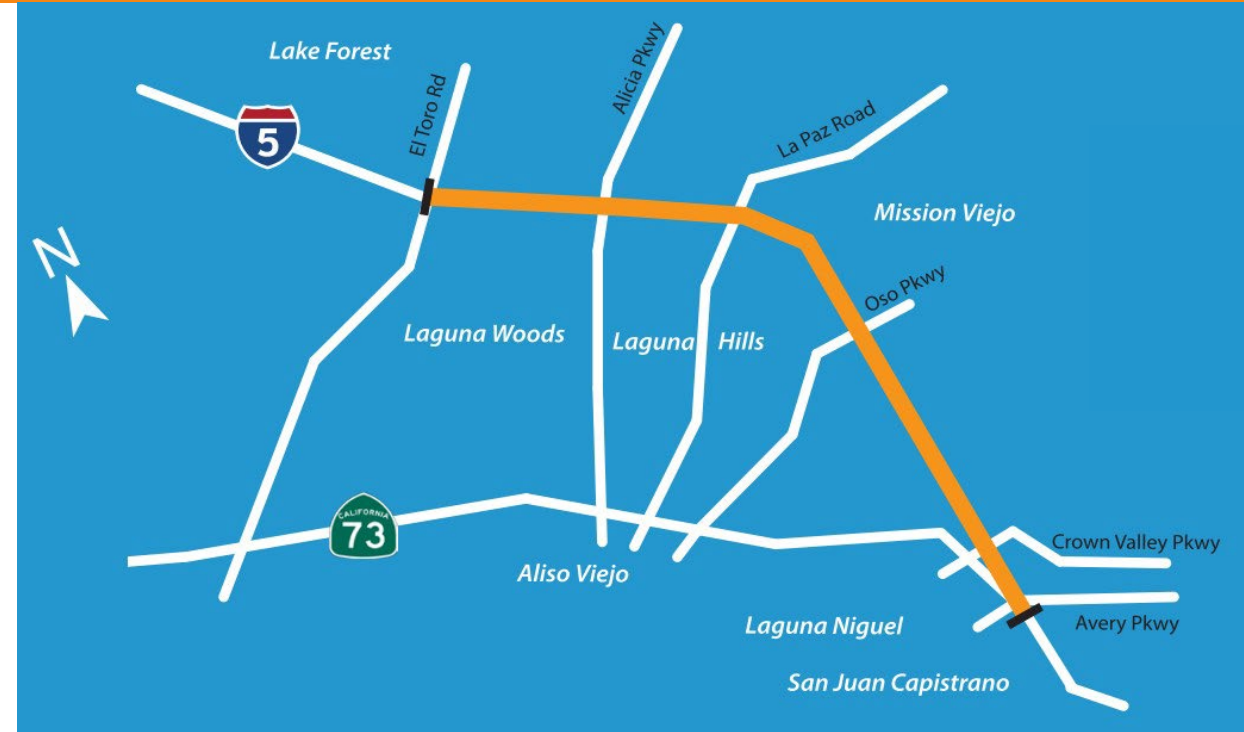 Lake Forest
El Toro Rd
Alicia Pkwy
La Paz Road
5
Mission Viejo
N
Oso Pkwy
Laguna Woods
Laguna Hills
CALIFORNIA
73
Aliso Viejo
Crown Valley Pkwy
Laguna Niguel
Avery Pkwy
San Juan Capistrano